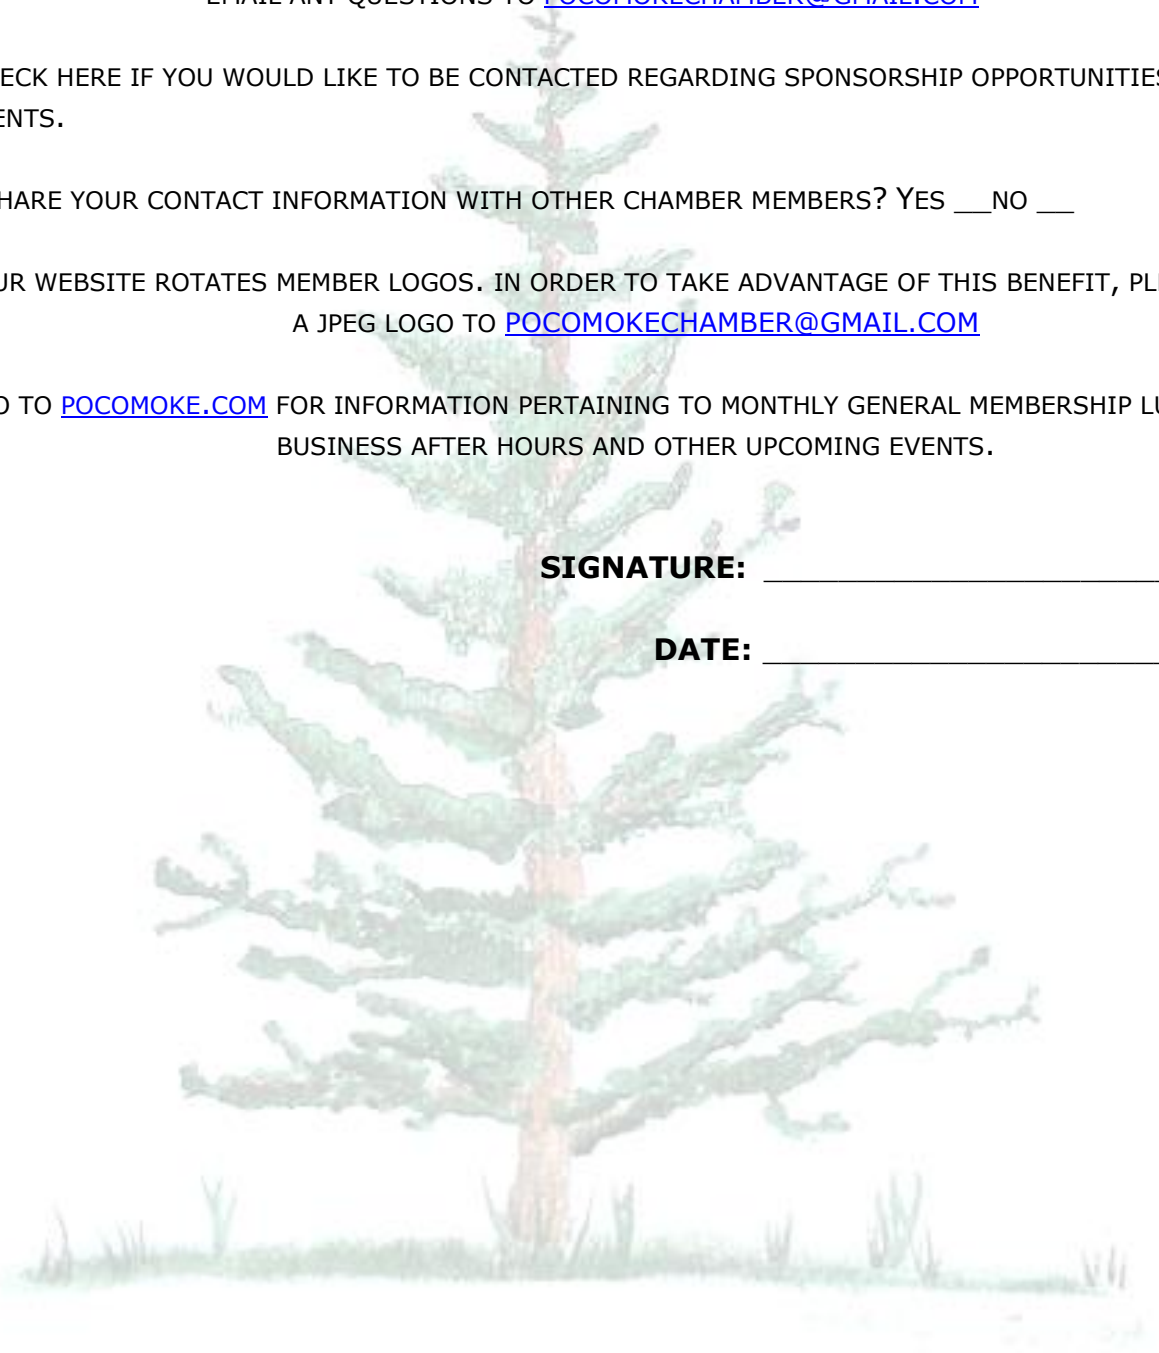 EMAIL ANY QUESTIONS TO POCOMOKECHAMBER@GMAIL.COM
ECK HERE IF YOU WOULD LIKE TO BE CONTACTED REGARDING SPONSORSHIP OPPORTUNITIES
ENTS.
HARE YOUR CONTACT INFORMATION WITH OTHER CHAMBER MEMBERS? YES __NO __
UR WEBSITE ROTATES MEMBER LOGOS. IN ORDER TO TAKE ADVANTAGE OF THIS BENEFIT, PL
A JPEG LOGO TO POCOMOKECHAMBER@GMAIL.COM
O TO POCOMOKE.COM FOR INFORMATION PERTAINING TO MONTHLY GENERAL MEMBERSHIP LU
BUSINESS AFTER HOURS AND OTHER UPCOMING EVENTS.
SIGNATURE: ______________________
DATE: ______________________